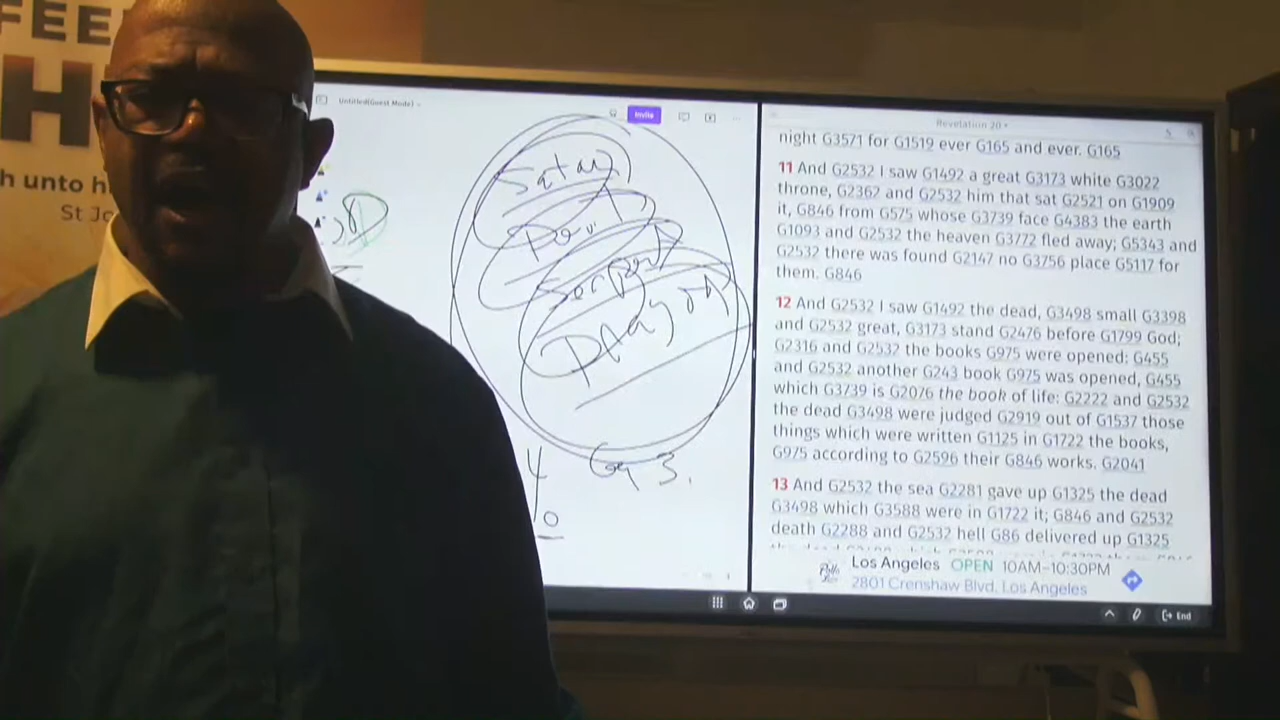 FEE
H
h unto h
St Jo
Untitled(Guest Mode)
Invite
Satan
Serpent
Gen 3.
Revelation 20
night G3571 for G1519 ever G165 and ever. G165
11 And G2532 I saw G1492 a great G3173 white G3022
throne, G2362 and G2532 him that sat G2521 on G1909
it, G846 from G575 whose G3739 face G4383 the earth
G1093 and G2532 the heaven G3772 fled away; G5343 and
G2532 there was found G2147 no G3756 place G5117 for
them. G846
12 And G2532 I saw G1492 the dead, G3498 small G3398
and G2532 great, G3173 stand G2476 before G1799 God;
G2316 and G2532 the books G975 were opened: G455
and G2532 another G243 book G975 was opened, G455
which G3739 is G2076 the book of life: G2222 and G2532
the dead G3498 were judged G2919 out of G1537 those
things which were written G1125 in G1722 the books,
G975 according to G2596 their G846 works. G2041
13 And G2532 the sea G2281 gave up G1325 the dead
G3498 which G3588 were in G1722 it; G846 and G2532
death G2288 and G2532 hell G86 delivered up G1325
Los Angeles OPEN 10AM–10:30PM
2801 Crenshaw Blvd, Los Angeles
End